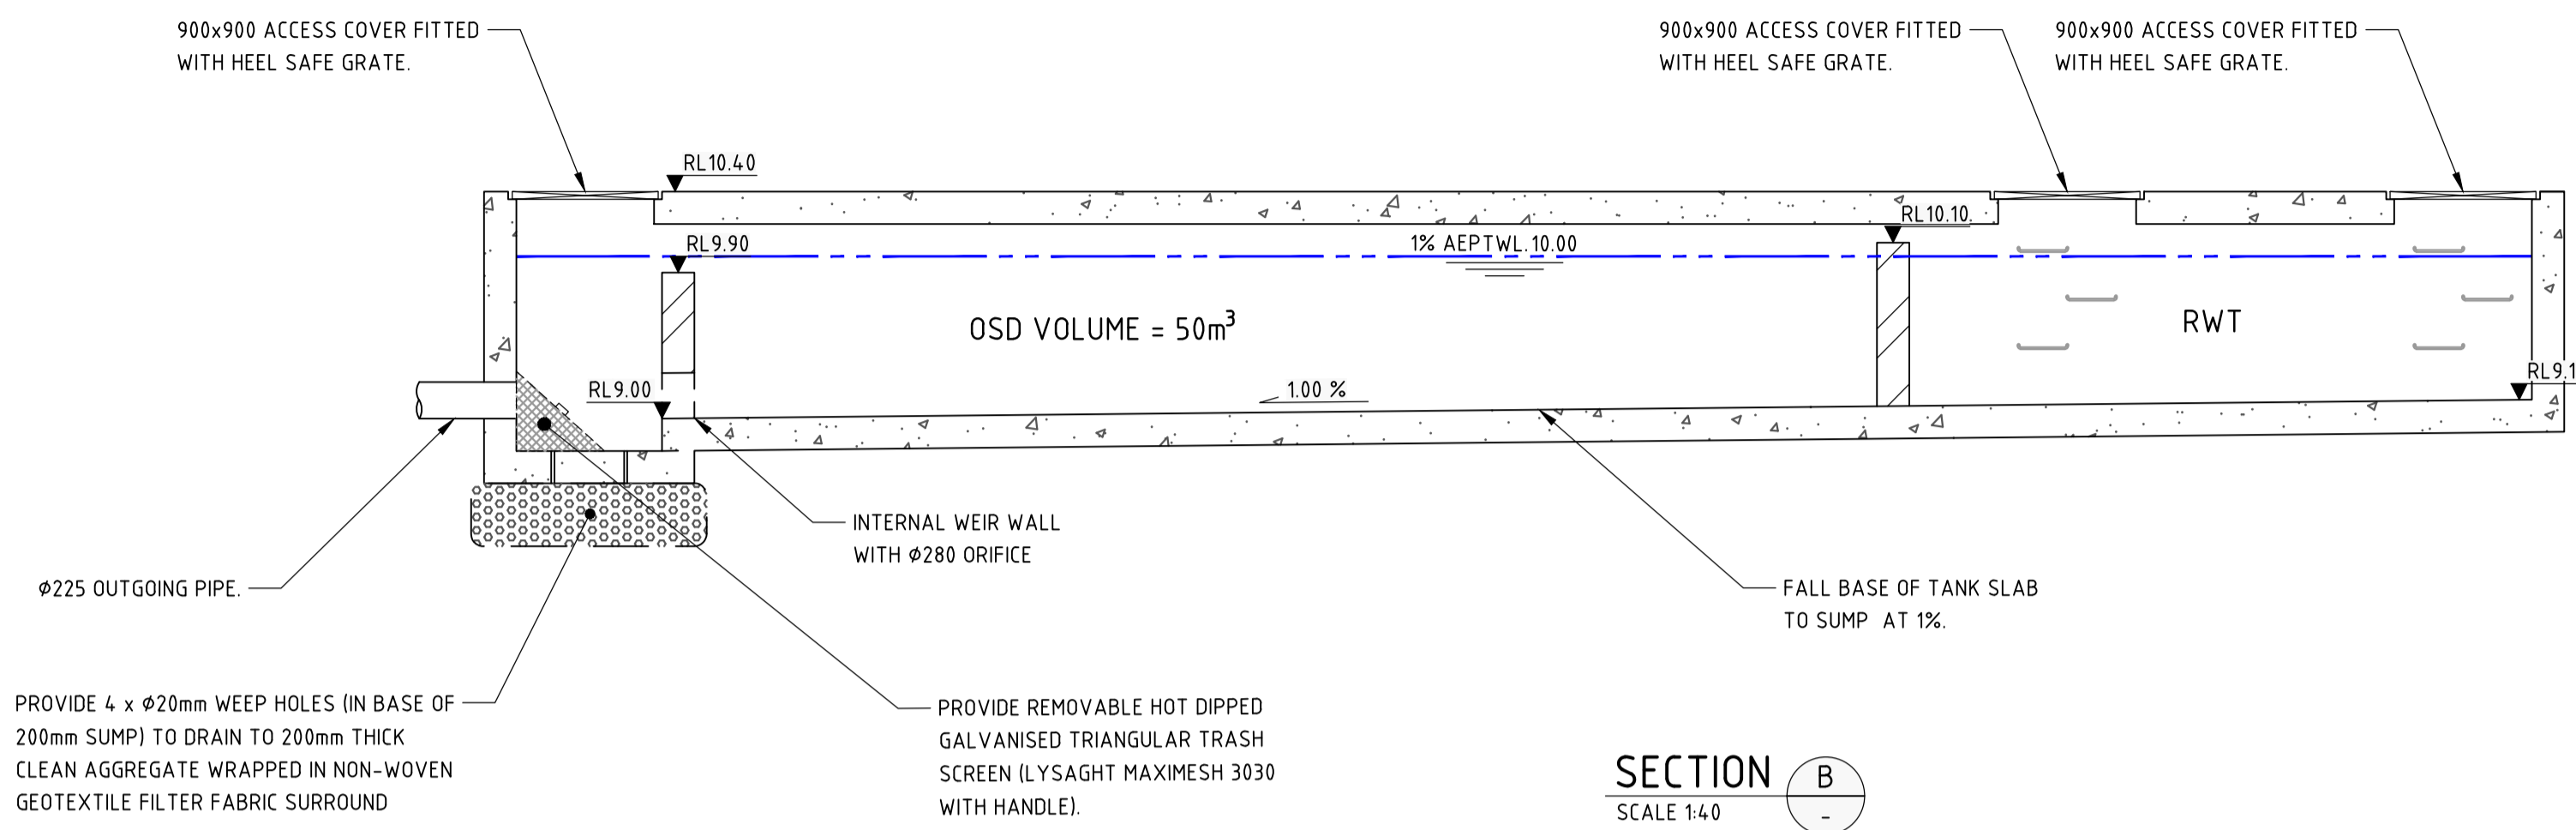 900x900 ACCESS COVER FITTED
WITH HEEL SAFE GRATE.
900x900 ACCESS COVER FITTED
WITH HEEL SAFE GRATE.
900x900 ACCESS COVER FITTED
WITH HEEL SAFE GRATE.
RL10.40
RL10.10
RL9.90
1% AEPTWL.10.00
OSD VOLUME = 50m³
RWT
RL9.00
1.00 %
RL9.1
INTERNAL WEIR WALL
WITH Ø280 ORIFICE
Ø225 OUTGOING PIPE.
FALL BASE OF TANK SLAB
TO SUMP AT 1%.
PROVIDE 4 x Ø20mm WEEP HOLES (IN BASE OF
200mm SUMP) TO DRAIN TO 200mm THICK
CLEAN AGGREGATE WRAPPED IN NON-WOVEN
GEOTEXTILE FILTER FABRIC SURROUND
PROVIDE REMOVABLE HOT DIPPED
GALVANISED TRIANGULAR TRASH
SCREEN (LYSAGHT MAXIMESH 3030
WITH HANDLE).
SECTION B
SCALE 1:40 -